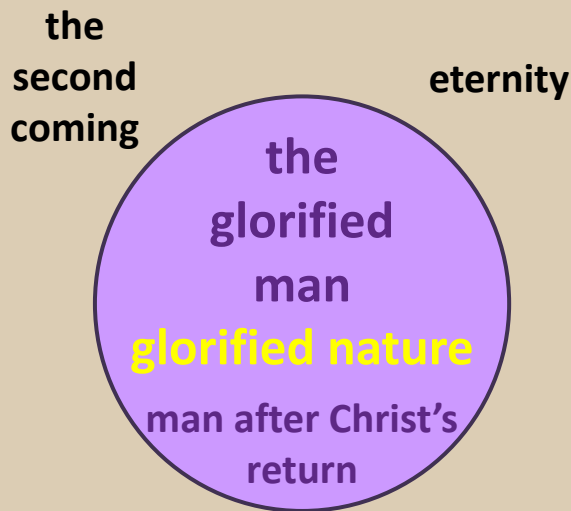 the
second
coming
eternity
the
glorified
man
glorified nature
man after Christ's
return